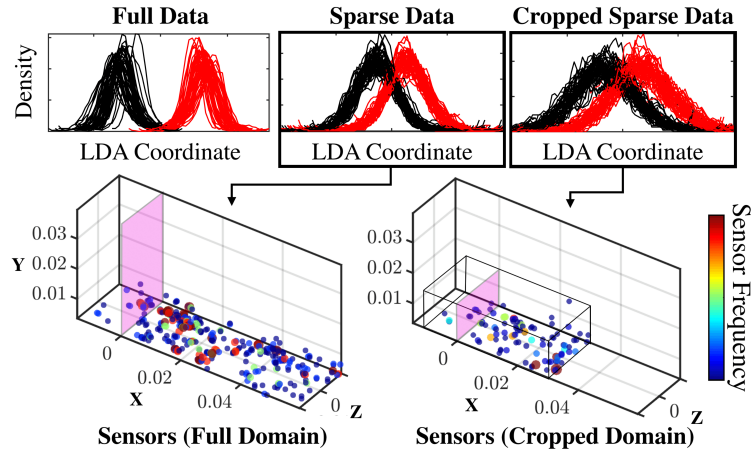 Full Data
Sparse Data
Cropped Sparse Data
Density
LDA Coordinate
LDA Coordinate
LDA Coordinate
0.03
0.02
0.01
Y
0
0.02
0.04
X
0
Z
0.03
0.02
0.01
0
0.02
0.04
X
0
Z
Sensor Frequency
Sensors (Full Domain)
Sensors (Cropped Domain)